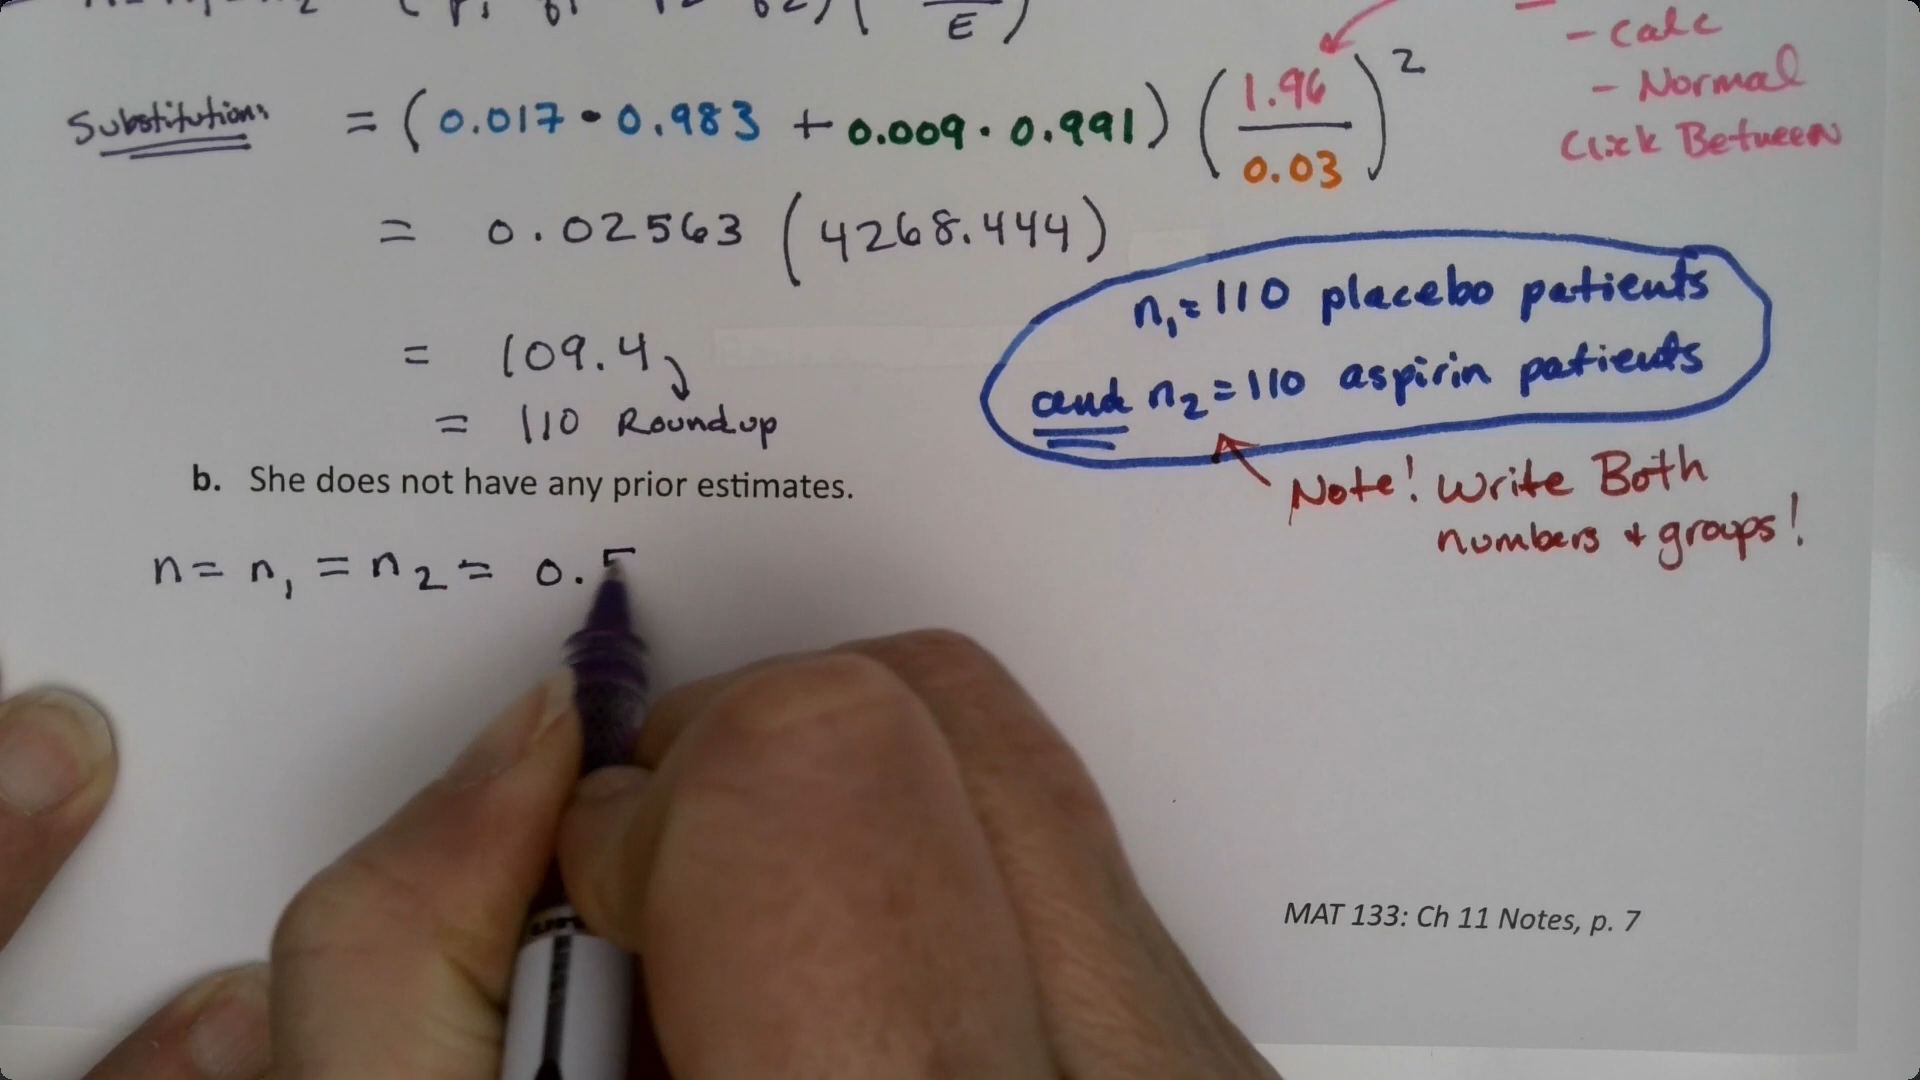 E
- Calc
- Normal
Click Between
Substitutions = (0.017 • 0.983 + 0.009 · 0.991) (1.96 / 0.03)²
= 0.02563 (4268.444)
= 109.4
= 110 Roundup
n₁ = 110 placebo patients
and n₂ = 110 aspirin patients
Note! Write Both
numbers + groups!
b. She does not have any prior estimates.
n = n₁ = n₂ = 0.5
MAT 133: Ch 11 Notes, p. 7